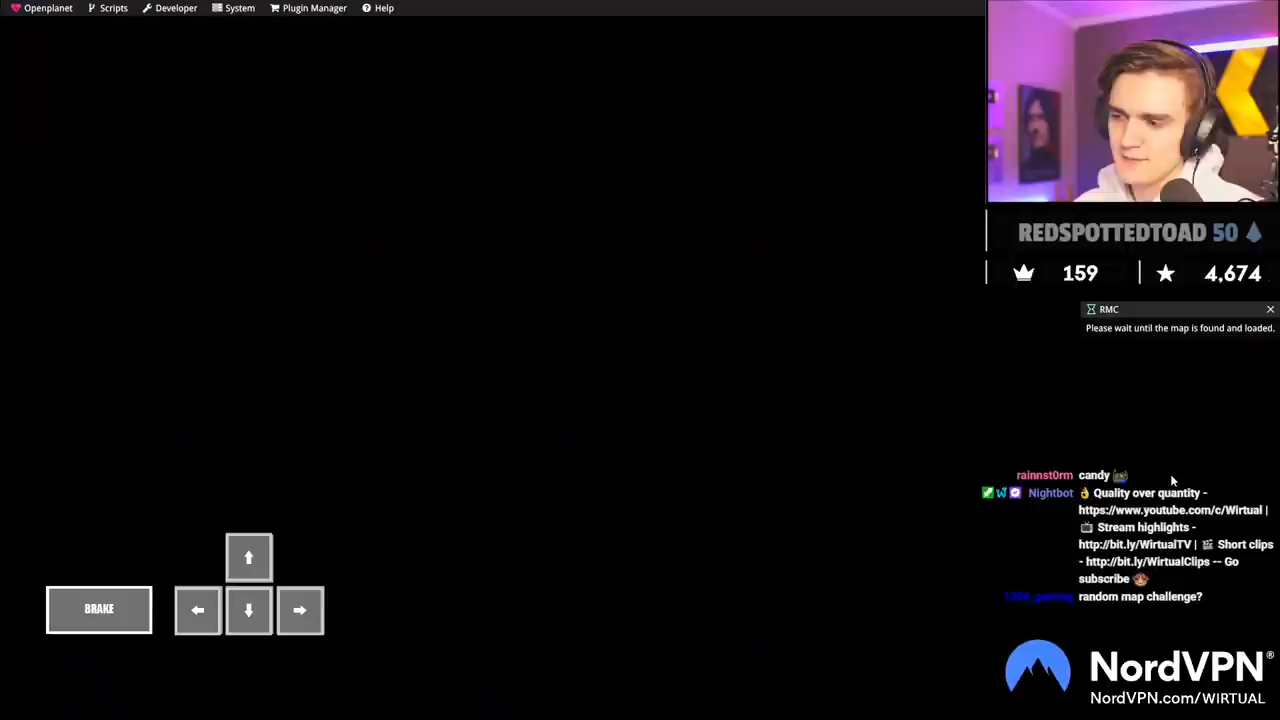 Openplanet Scripts Developer System Plugin Manager Help
REDSPOTTEDTOAD 50
159 4,674
RMC
Please wait until the map is found and loaded.
rainnst0rm candy
Nightbot 👌 Quality over quantity -
https://www.youtube.com/c/Wirtual |
📺 Stream highlights -
http://bit.ly/WirtualTV | 🎬 Short clips
- http://bit.ly/WirtualClips -- Go
subscribe
random map challenge?
BRAKE
NordVPN®
NordVPN.com/WIRTUAL